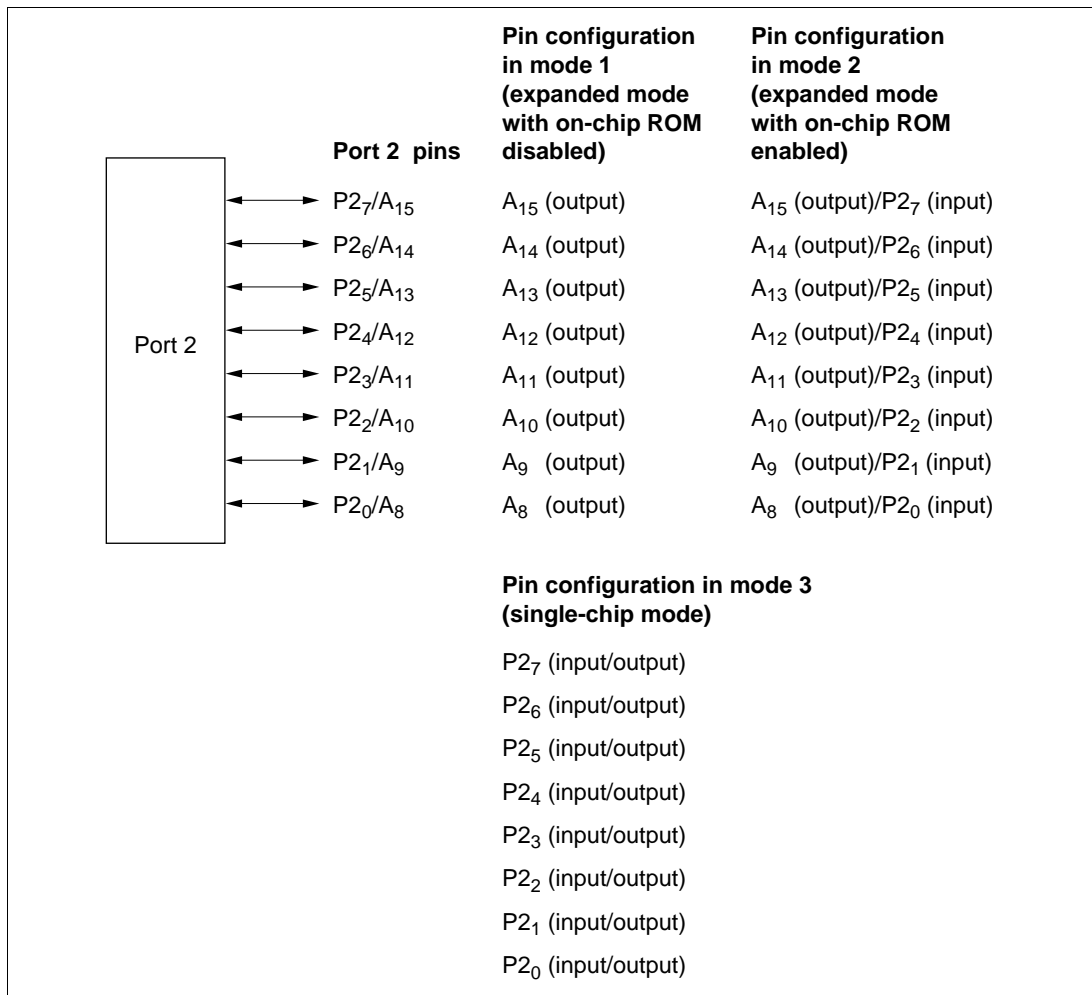 Pin configuration in mode 1 (expanded mode with on-chip ROM disabled)
Pin configuration in mode 2 (expanded mode with on-chip ROM enabled)
Port 2 pins
Port 2
P2₇/A₁₅ A₁₅ (output) A₁₅ (output)/P2₇ (input)
P2₆/A₁₄ A₁₄ (output) A₁₄ (output)/P2₆ (input)
P2₅/A₁₃ A₁₃ (output) A₁₃ (output)/P2₅ (input)
P2₄/A₁₂ A₁₂ (output) A₁₂ (output)/P2₄ (input)
P2₃/A₁₁ A₁₁ (output) A₁₁ (output)/P2₃ (input)
P2₂/A₁₀ A₁₀ (output) A₁₀ (output)/P2₂ (input)
P2₁/A₉ A₉ (output) A₉ (output)/P2₁ (input)
P2₀/A₈ A₈ (output) A₈ (output)/P2₀ (input)
Pin configuration in mode 3
(single-chip mode)
P2₇ (input/output)
P2₆ (input/output)
P2₅ (input/output)
P2₄ (input/output)
P2₃ (input/output)
P2₂ (input/output)
P2₁ (input/output)
P2₀ (input/output)